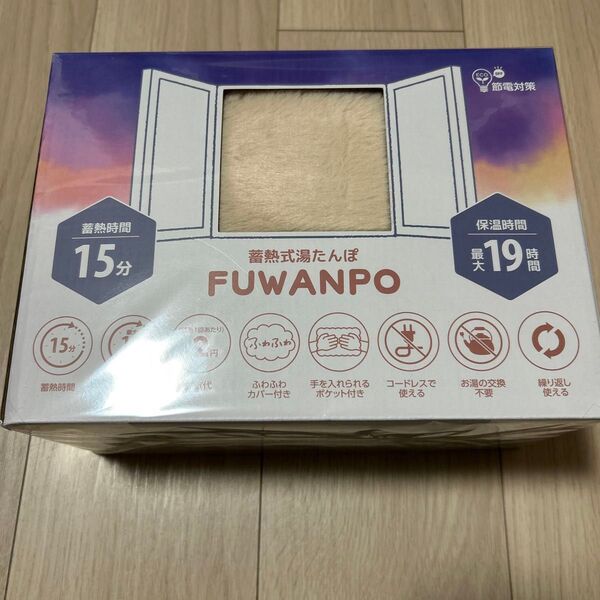 ECO
OFF
節電対策
蓄熱時間
15分
保温時間
最大19時間
蓄熱式湯たんぽ
FUWANPO
15分
蓄熱時間
円
ふわふわ
ふわふわ
カバー付き
手を入れられる
ポケット付き
コードレスで
使える
お湯の交換
不要
繰り返し
使える